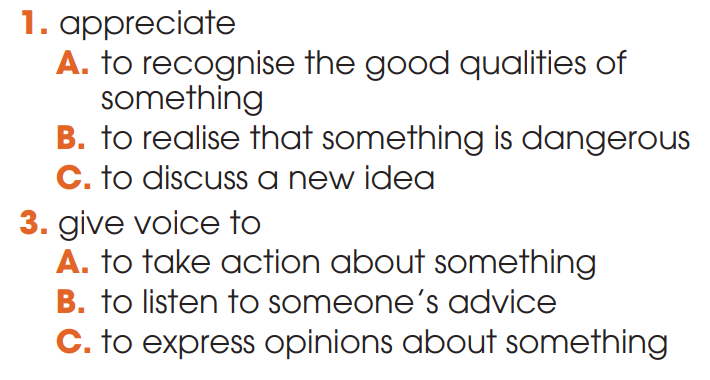 1. appreciate
A. to recognise the good qualities of
something
B. to realise that something is dangerous
C. to discuss a new idea
3. give voice to
A. to take action about something
B. to listen to someone's advice
C. to express opinions about something